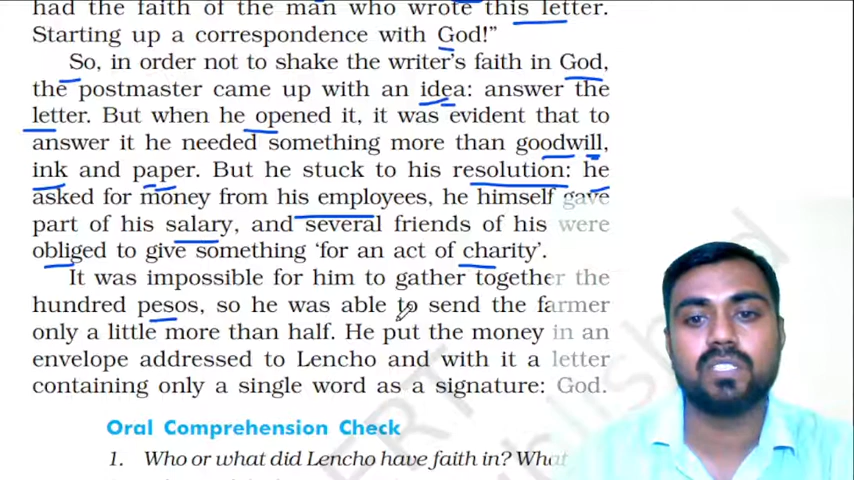 had the faith of the man who wrote this letter.
Starting up a correspondence with God!”
So, in order not to shake the writer’s faith in God,
the postmaster came up with an idea: answer the
letter. But when he opened it, it was evident that to
answer it he needed something more than goodwill,
ink and paper. But he stuck to his resolution: he
asked for money from his employees, he himself gave
part of his salary, and several friends of his were
obliged to give something ‘for an act of charity’.
It was impossible for him to gather together the
hundred pesos, so he was able to send the farmer
only a little more than half. He put the money in an
envelope addressed to Lencho and with it a letter
containing only a single word as a signature: God.
Oral Comprehension Check
1. Who or what did Lencho have faith in? What